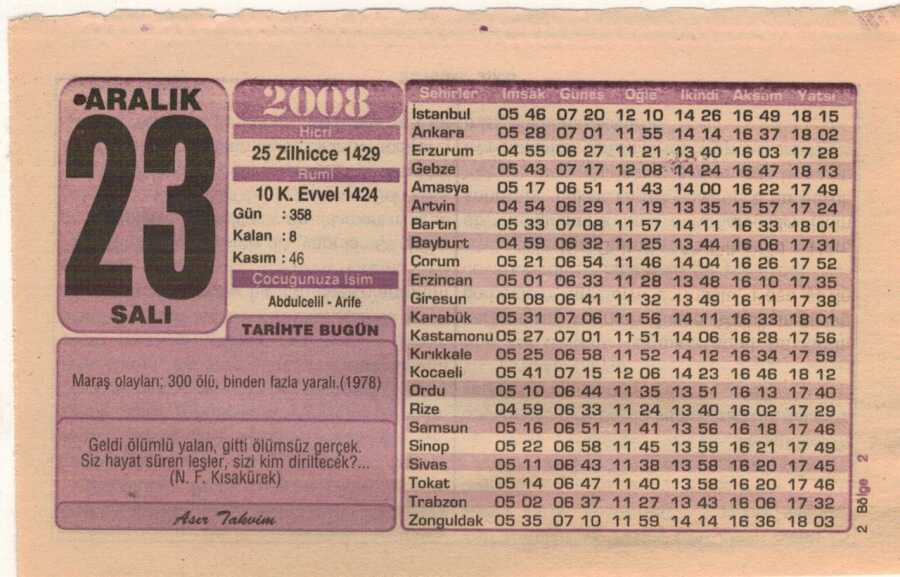 ARALIK
23
SALI
2008
Hicri
25 Zilhicce 1429
Rumi
10 K. Evvel 1424
Gün : 358
Kalan : 8
Kasım : 46
Çocuğunuza İsim
Abdulcelil - Arife
TARİHTE BUGÜN
Maraş olayları; 300 ölü, binden fazla yaralı.(1978)
Geldi ölümlü yalan, gitti ölümsüz gerçek.
Siz hayat süren leşler, sizi kim diriltecek?...
(N. F. Kısakürek)
Asır Takvim
Şehirler İmsak Güneş Öğle İkindi Akşam Yatsı
İstanbul 05 46 07 20 12 10 14 26 16 49 18 15
Ankara 05 28 07 01 11 55 14 14 16 37 18 02
Erzurum 04 55 06 27 11 21 13 40 16 03 17 28
Gebze 05 43 07 17 12 08 14 24 16 47 18 13
Amasya 05 17 06 51 11 43 14 00 16 22 17 49
Artvin 04 54 06 29 11 19 13 35 15 57 17 24
Bartın 05 33 07 08 11 57 14 11 16 33 18 01
Bayburt 04 59 06 32 11 25 13 44 16 06 17 31
Çorum 05 21 06 54 11 46 14 04 16 26 17 52
Erzincan 05 01 06 33 11 28 13 48 16 10 17 35
Giresun 05 08 06 41 11 32 13 49 16 11 17 38
Karabük 05 31 07 06 11 56 14 11 16 33 18 01
Kastamonu 05 27 07 01 11 51 14 06 16 28 17 56
Kırıkkale 05 25 06 58 11 52 14 12 16 34 17 59
Kocaeli 05 41 07 15 12 06 14 23 16 46 18 12
Ordu 05 10 06 44 11 35 13 51 16 13 17 40
Rize 04 59 06 33 11 24 13 40 16 02 17 29
Samsun 05 16 06 51 11 41 13 56 16 18 17 46
Sinop 05 22 06 58 11 45 13 59 16 21 17 49
Sivas 05 11 06 43 11 38 13 58 16 20 17 45
Tokat 05 14 06 47 11 40 13 58 16 20 17 46
Trabzon 05 02 06 37 11 27 13 43 16 06 17 32
Zonguldak 05 35 07 10 11 59 14 14 16 36 18 03
2 Bölge 2